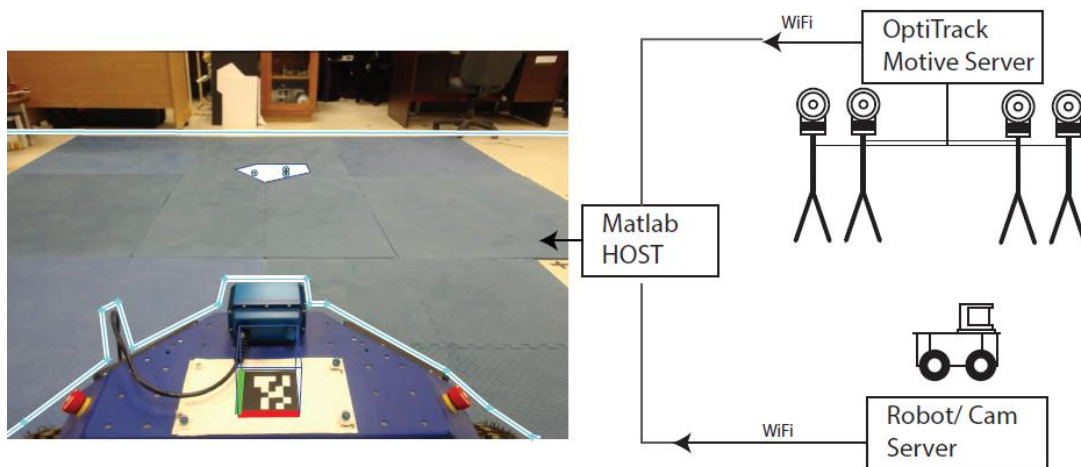 WiFi
OptiTrack
Motive Server
Matlab
HOST
WiFi
Robot/ Cam
Server